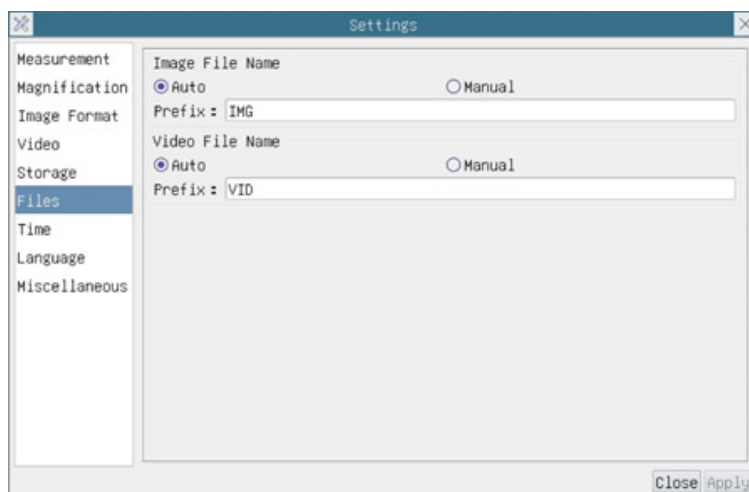 Settings
Measurement
Magnification
Image Format
Video
Storage
Files
Time
Language
Miscellaneous
Image File Name
Auto Manual
Prefix: IMG
Video File Name
Auto Manual
Prefix: VID
Close Apply